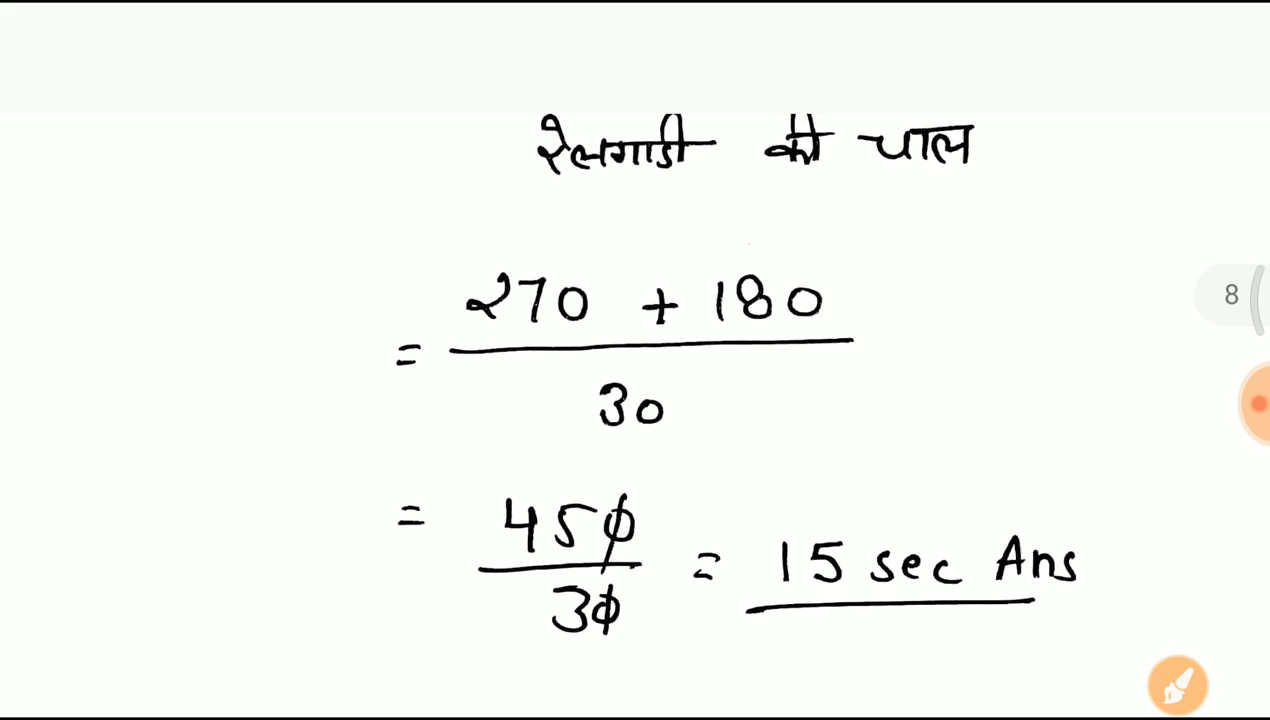 रेलगाडी की चाल
= 270 + 180
30
= 450
30
= 15 sec Ans
8